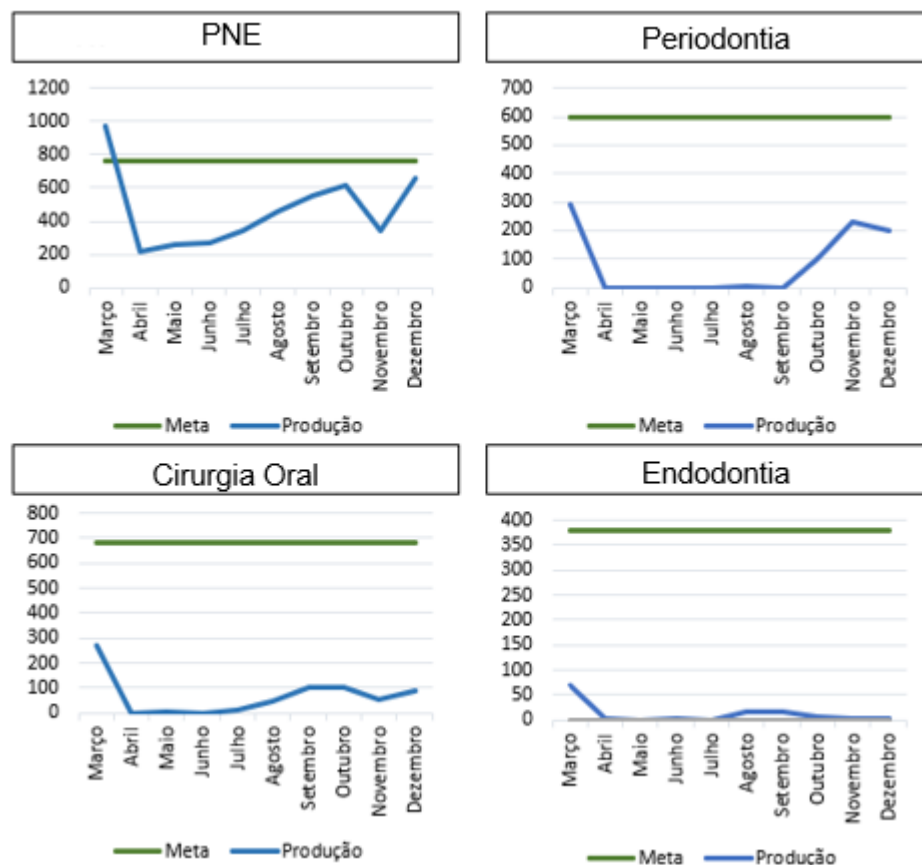 PNE
1200
1000
800
600
400
200
0
Março
Abril
Maio
Junho
Julho
Agosto
Setembro
Outubro
Novembro
Dezembro
Meta Produção
Periodontia
700
600
500
400
300
200
100
0
Março
Abril
Maio
Junho
Julho
Agosto
Setembro
Outubro
Novembro
Dezembro
Meta Produção
Cirurgia Oral
800
700
600
500
400
300
200
100
0
Março
Abril
Maio
Junho
Julho
Agosto
Setembro
Outubro
Novembro
Dezembro
Meta Produção
Endodontia
400
350
300
250
200
150
100
50
0
Março
Abril
Maio
Junho
Julho
Agosto
Setembro
Outubro
Novembro
Dezembro
Meta Produção